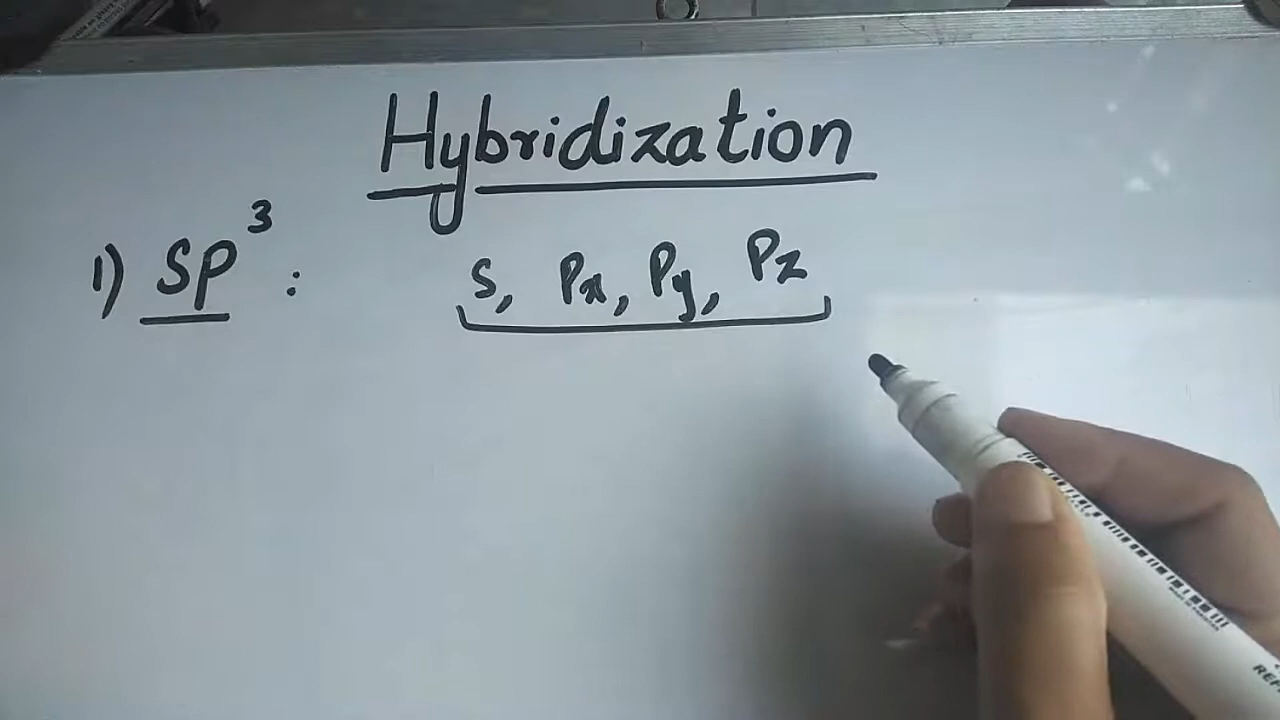 Hybridization
1) SP³ : S, Px, Py, Pz